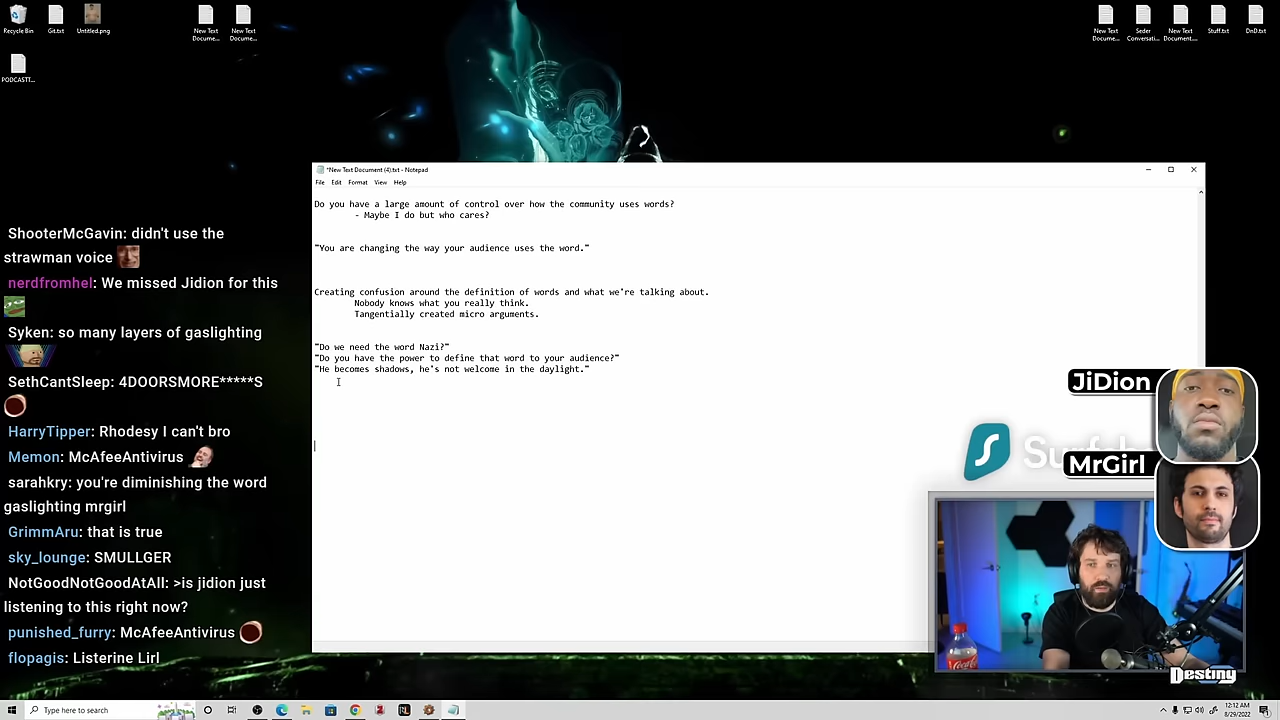 Recycle Bin
Git.txt
Untitled.png
New Text
Docume...
New Text
Docume...
New Text
Docume...
Seder
Conversati...
New Text
Document...
Stuff.txt
DnD.txt
PODCASTT...
*New Text Document (4).txt - Notepad
File Edit Format View Help
Do you have a large amount of control over how the community uses words?
- Maybe I do but who cares?
"You are changing the way your audience uses the word."
Creating confusion around the definition of words and what we're talking about.
Nobody knows what you really think.
Tangentially created micro arguments.
"Do we need the word Nazi?"
"Do you have the power to define that word to your audience?"
"He becomes shadows, he's not welcome in the daylight."
ShooterMcGavin: didn't use the
strawman voice
nerdfromhel: We missed Jidion for this
Syken: so many layers of gaslighting
SethCantSleep: 4DOORSMORE*****S
HarryTipper: Rhodesy I can't bro
Memon: McAfeeAntivirus
sarahkry: you're diminishing the word
gaslighting mrgirl
GrimmAru: that is true
sky_lounge: SMULLGER
NotGoodNotGoodAtAll: >is jidion just
listening to this right now?
punished_furry: McAfeeAntivirus
flopagis: Listerine Lirl
JiDion
MrGirl
Coca-Cola
Destiny
Type here to search
12:12 AM
8/29/2022